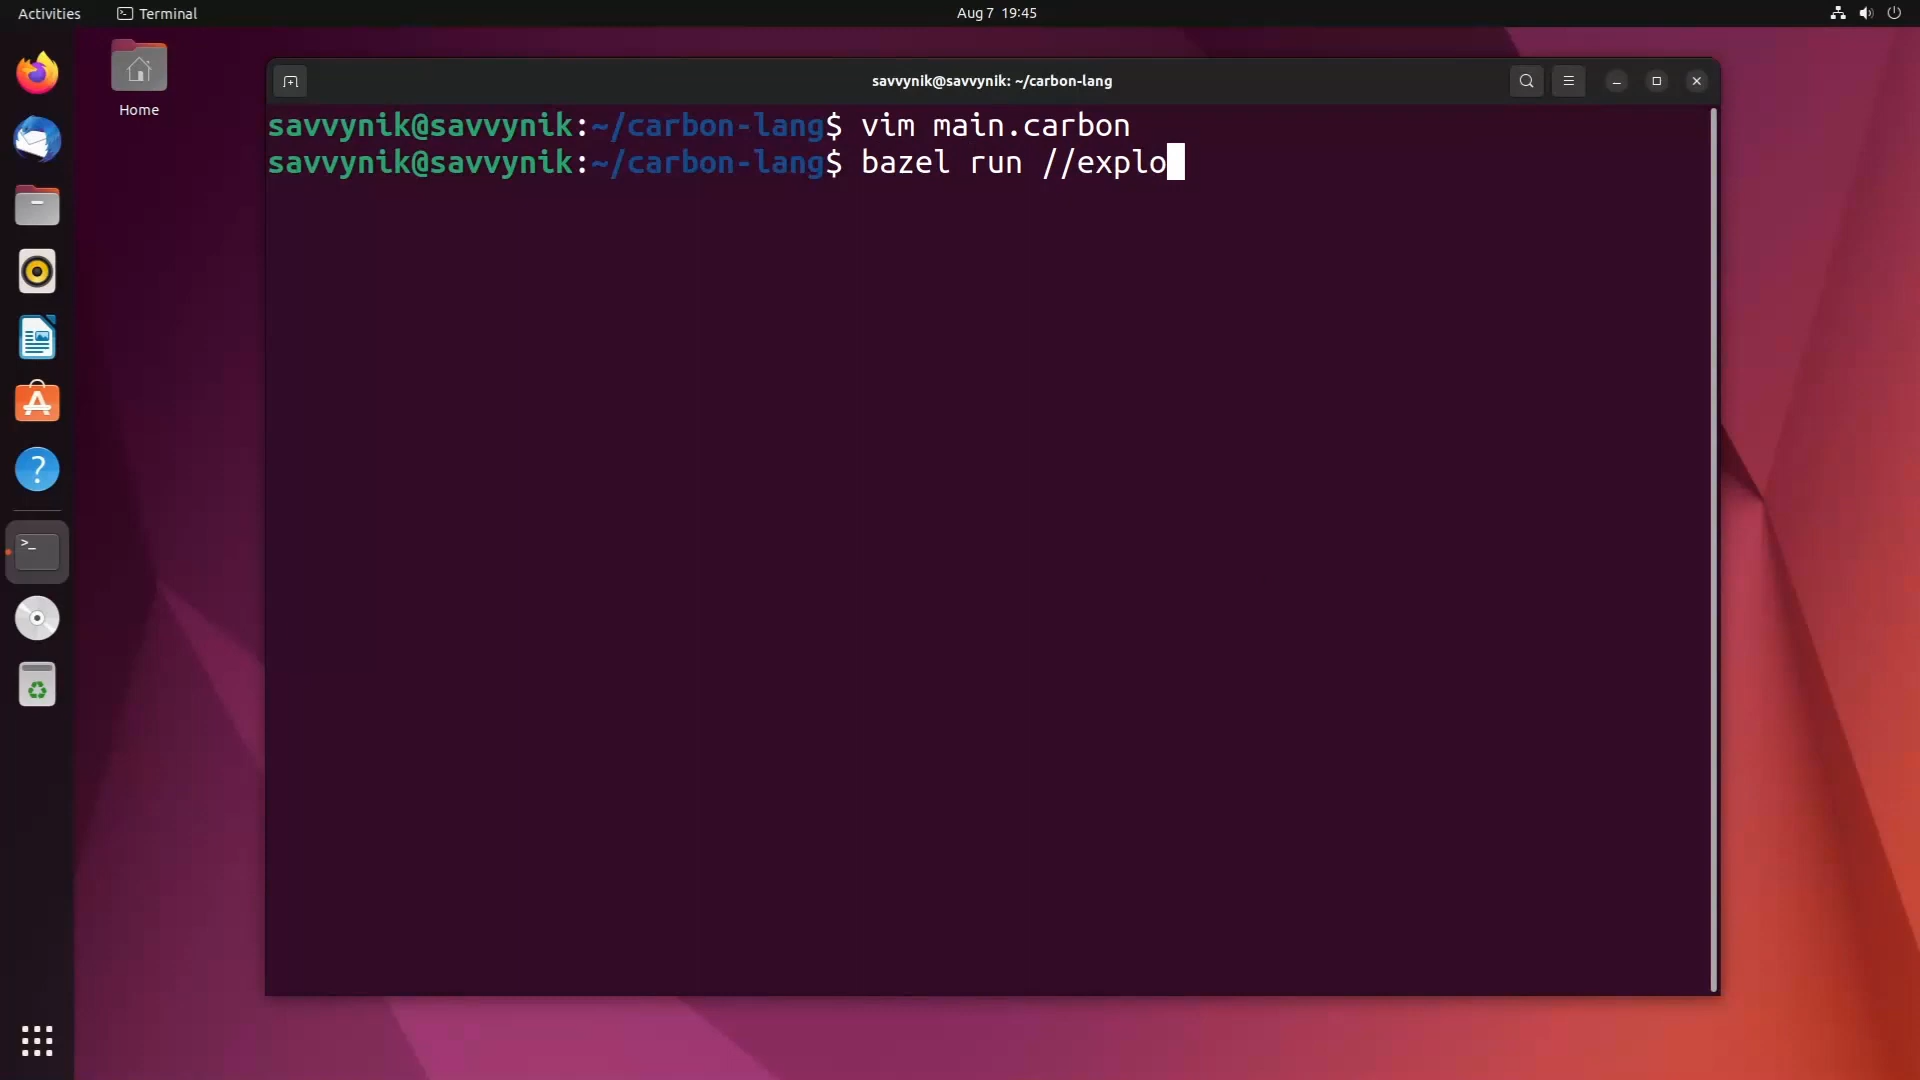 Activities
Terminal
Aug 7 19:45
Home
savvynik@savvynik: ~/carbon-lang
savvynik@savvynik:~/carbon-lang$ vim main.carbon
savvynik@savvynik:~/carbon-lang$ bazel run //explo